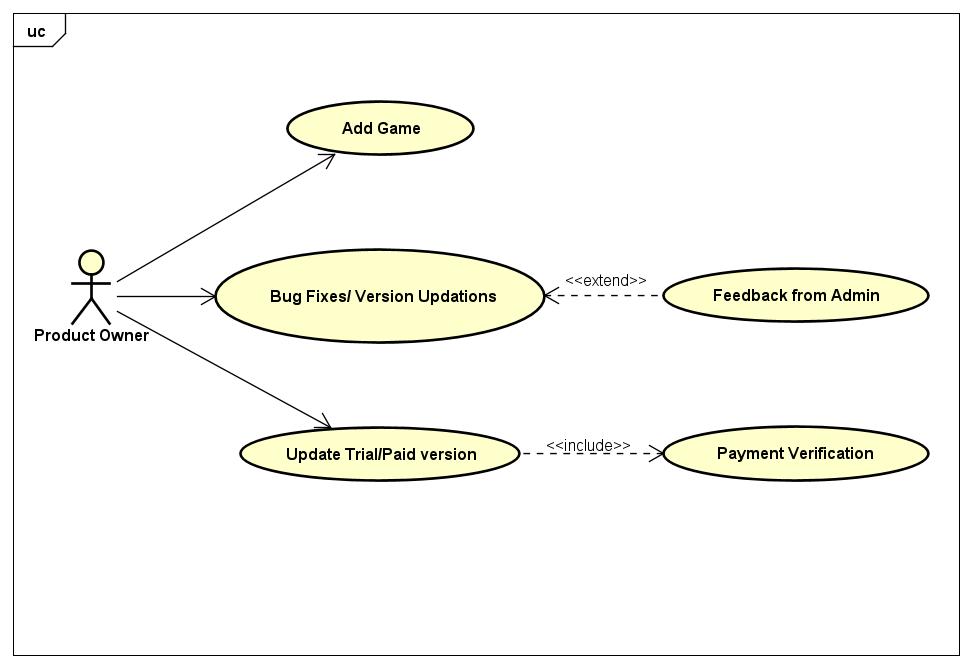 uc
Add Game
Bug Fixes/ Version Updations
<<extend>>
Feedback from Admin
Product Owner
Update Trial/Paid version
<<include>>
Payment Verification